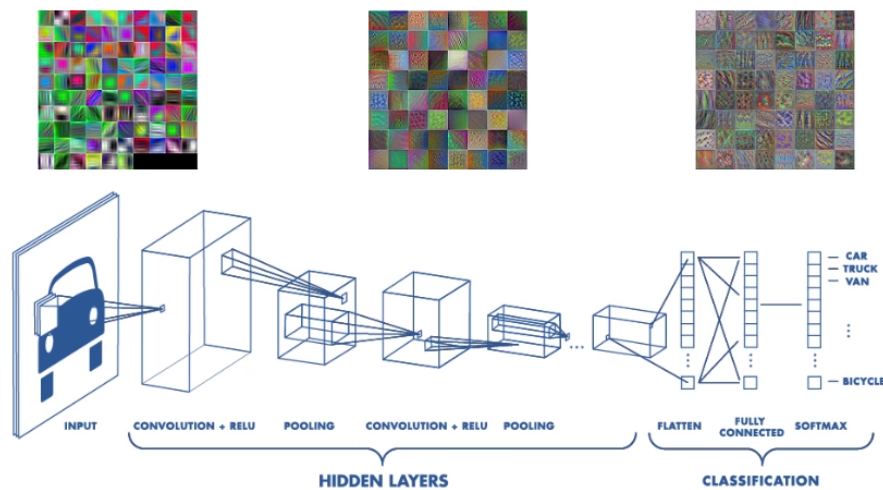 CAR
TRUCK
VAN
BICYCLE
INPUT
CONVOLUTION + RELU
POOLING
CONVOLUTION + RELU
POOLING
FLATTEN
FULLY
CONNECTED
SOFTMAX
HIDDEN LAYERS
CLASSIFICATION